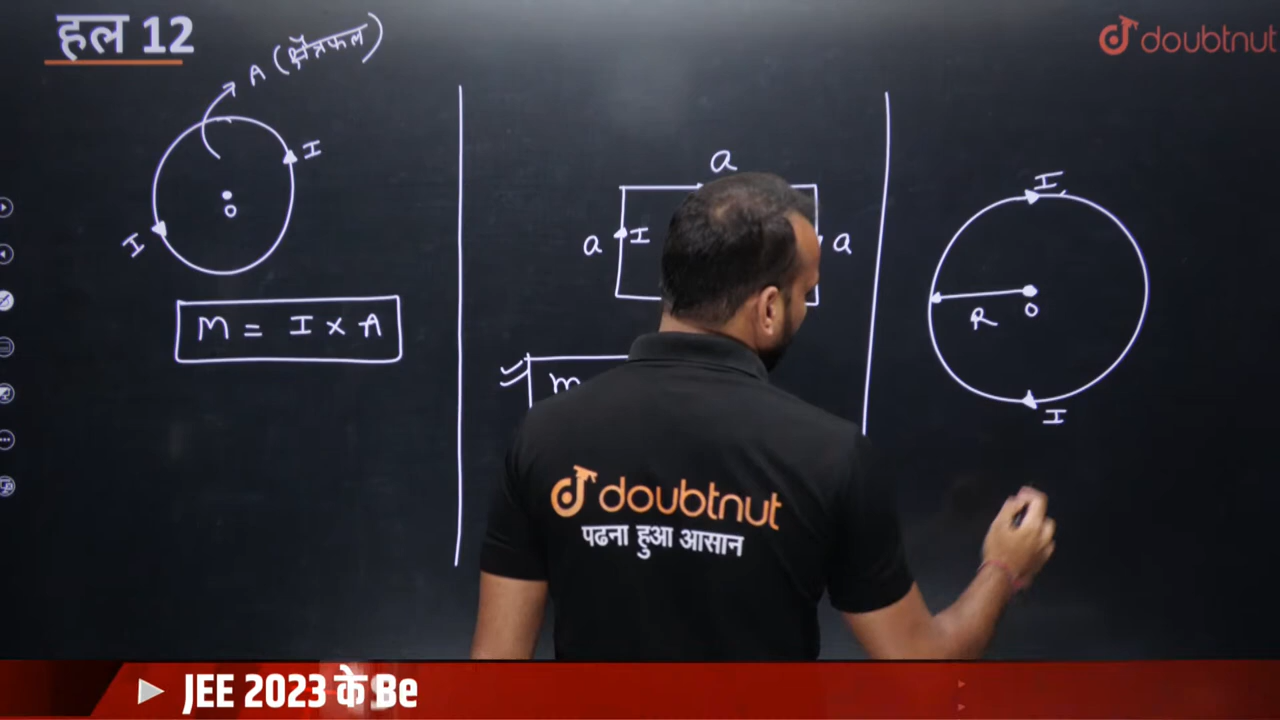 हल 12
doubtnut
A (क्षेत्रफल)
I
O
I
M = I × A
a
a
I
a
m
I
R
O
I
doubtnut
पढना हुआ आसान
JEE 2023 के Be